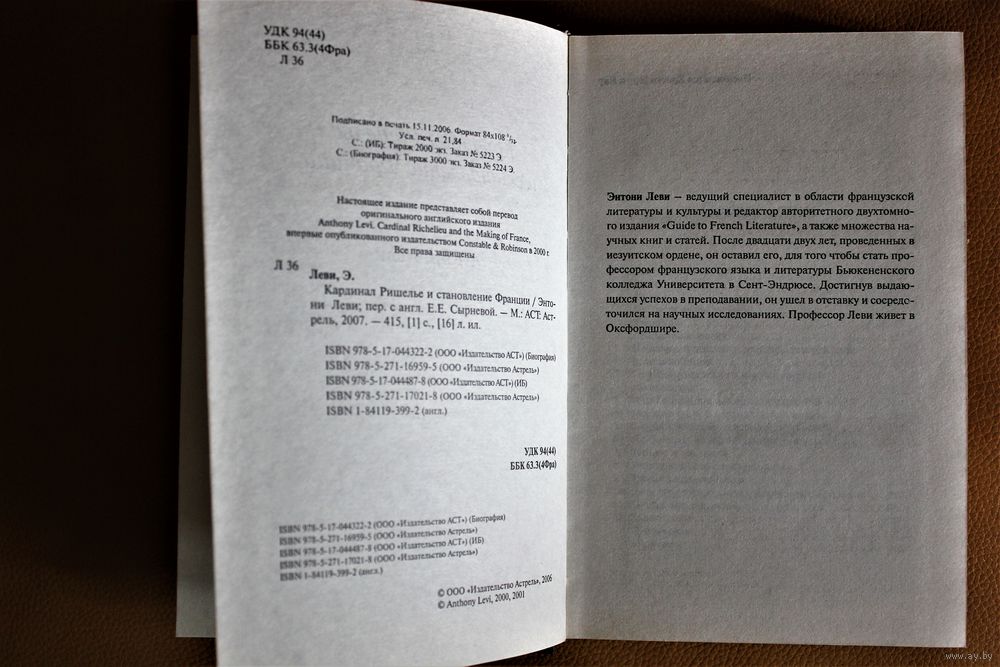 УДК 94(44)
ББК 63.3(4Фра)
Л 36
Подписано в печать 15.11.2006. Формат 84x108 1/32.
Усл. печ. л. 21,84.
С.: (ИБ): Тираж 2000 экз. Заказ № 5223 Э.
С.: (Биография): Тираж 3000 экз. Заказ № 5224 Э.
Настоящее издание представляет собой перевод
оригинального английского издания
Anthony Levi. Cardinal Richelieu and the Making of France,
впервые опубликованного издательством Constable & Robinson в 2000 г.
Все права защищены
Л 36
Леви, Э.
Кардинал Ришелье и становление Франции / Энто-
ни Леви; пер. с англ. Е.Е. Сырневой. — М.: АСТ: Аст-
рель, 2007. — 415, [1] с., [16] л. ил.
ISBN 978-5-17-044322-2 (ООО «Издательство АСТ») (Биография)
ISBN 978-5-271-16959-5 (ООО «Издательство Астрель»)
ISBN 978-5-17-044487-8 (ООО «Издательство АСТ») (ИБ)
ISBN 978-5-271-17021-8 (ООО «Издательство Астрель»)
ISBN 1-84119-399-2 (англ.)
УДК 94(44)
ББК 63.3(4Фра)
ISBN 978-5-17-044322-2 (ООО «Издательство АСТ») (Биография)
ISBN 978-5-271-16959-5 (ООО «Издательство Астрель»)
ISBN 978-5-17-044487-8 (ООО «Издательство АСТ») (ИБ)
ISBN 978-5-271-17021-8 (ООО «Издательство Астрель»)
ISBN 1-84119-399-2 (англ.)
© ООО «Издательство Астрель», 2006
© Anthony Levi, 2000, 2001
Энтони Леви — ведущий специалист в области французской
литературы и культуры и редактор авторитетного двухтомно-
го издания «Guide to French Literature», а также множества на-
учных книг и статей. После двадцати двух лет, проведенных в
иезуитском ордене, он оставил его, для того чтобы стать про-
фессором французского языка и литературы Бьюкененского
колледжа Университета в Сент-Эндрюсе. Достигнув выдаю-
щихся успехов в преподавании, он ушел в отставку и сосредо-
точился на научных исследованиях. Профессор Леви живет в
Оксфордшире.
www.ay.by